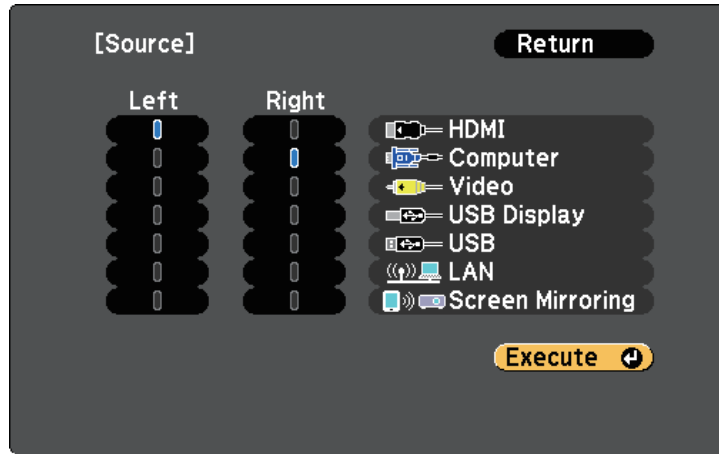 [Source]
Return
Left Right
HDMI
Computer
Video
USB Display
USB
LAN
Screen Mirroring
Execute